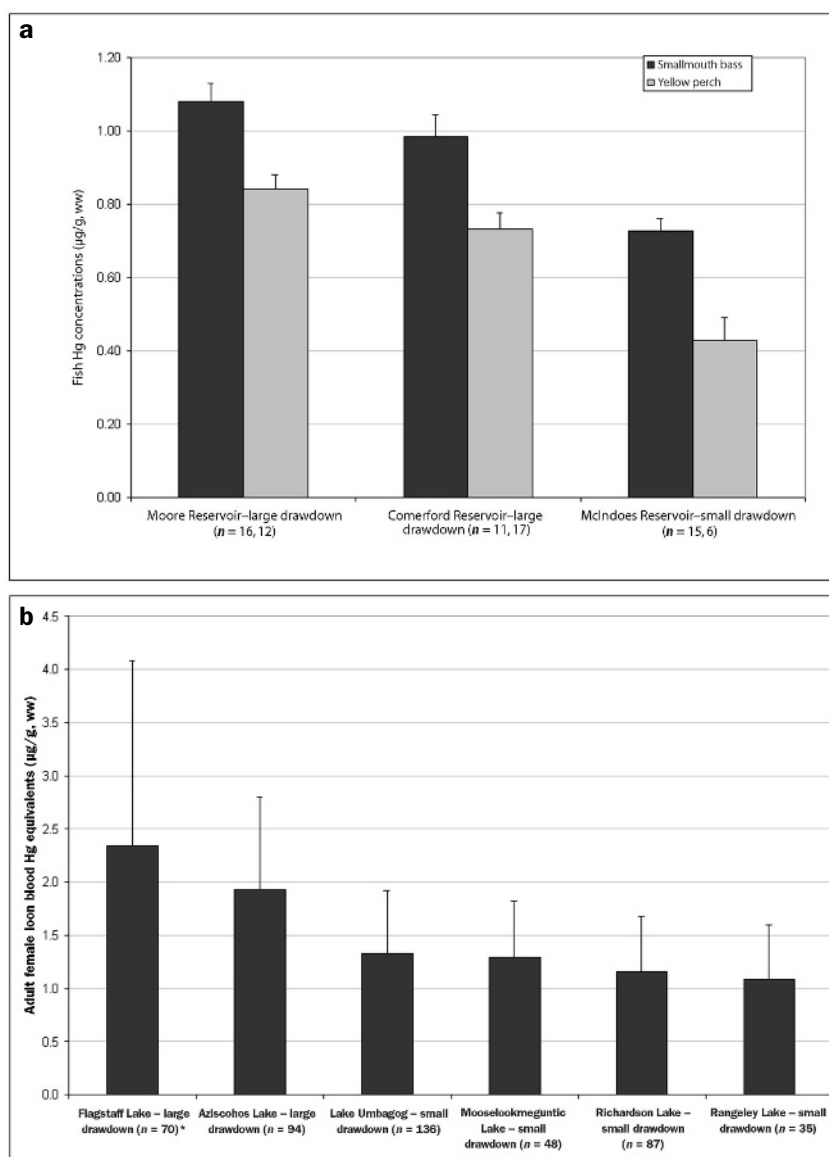 a
1.20
1.00
0.80
0.60
0.40
0.20
0.00
Fish Hg concentrations (µg/g, ww)
Smallmouth bass
Yellow perch
Moore Reservoir–large drawdown
(n = 16, 12)
Comerford Reservoir–large
drawdown (n = 11, 17)
McIndoes Reservoir–small drawdown
(n = 15, 6)
b
4.5
4.0
3.5
3.0
2.5
2.0
1.5
1.0
0.5
0.0
Adult female loon blood Hg equivalents (µg/g, ww)
Flagstaff Lake – large
drawdown (n = 70)*
Aziscohos Lake – large
drawdown (n = 94)
Lake Umbagog – small
drawdown (n = 136)
Mooselookmeguntic
Lake – small
drawdown (n = 48)
Richardson Lake –
small drawdown
(n = 87)
Rangeley Lake – small
drawdown (n = 35)